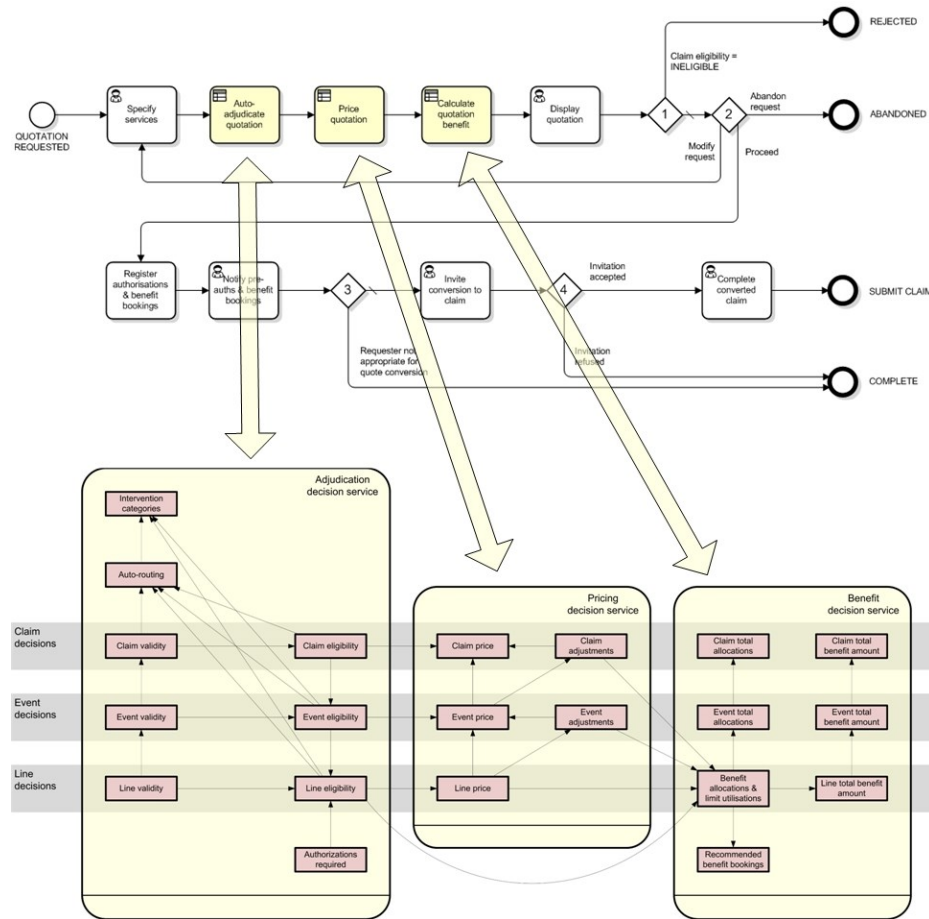 REJECTED
Claim eligibility =
INELIGIBLE
Specify
services
Auto-
adjudicate
quotation
Price
quotation
Calculate
quotation
benefit
Display
quotation
1
2
Abandon
request
ABANDONED
QUOTATION
REQUESTED
Modify
request
Proceed
Register
authorisations
& benefit
bookings
Notify pre-
auths & benefit
bookings
3
Invite
conversion to
claim
4
Invitation
accepted
Complete
converted
claim
SUBMIT CLAIM
Requester not
appropriate for
quote conversion
Invitation
refused
COMPLETE
Adjudication
decision service
Intervention
categories
Auto-routing
Pricing
decision service
Benefit
decision service
Claim
decisions
Claim validity
Claim eligibility
Claim price
Claim
adjustments
Claim total
allocations
Claim total
benefit amount
Event
decisions
Event validity
Event eligibility
Event price
Event
adjustments
Event total
allocations
Event total
benefit amount
Line
decisions
Line validity
Line eligibility
Line price
Benefit
allocations &
limit utilisations
Line total benefit
amount
Authorizations
required
Recommended
benefit bookings